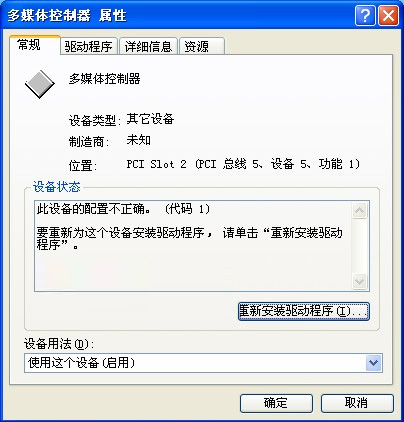 多媒体控制器 属性
常规 驱动程序 详细信息 资源
多媒体控制器
设备类型: 其它设备
制造商: 未知
位置: PCI Slot 2 (PCI 总线 5、设备 5、功能 1)
设备状态
此设备的配置不正确。 (代码 1)
要重新为这个设备安装驱动程序， 请单击“重新安装驱动
程序”。
重新安装驱动程序(I)...
设备用法(D):
使用这个设备(启用)
确定 取消